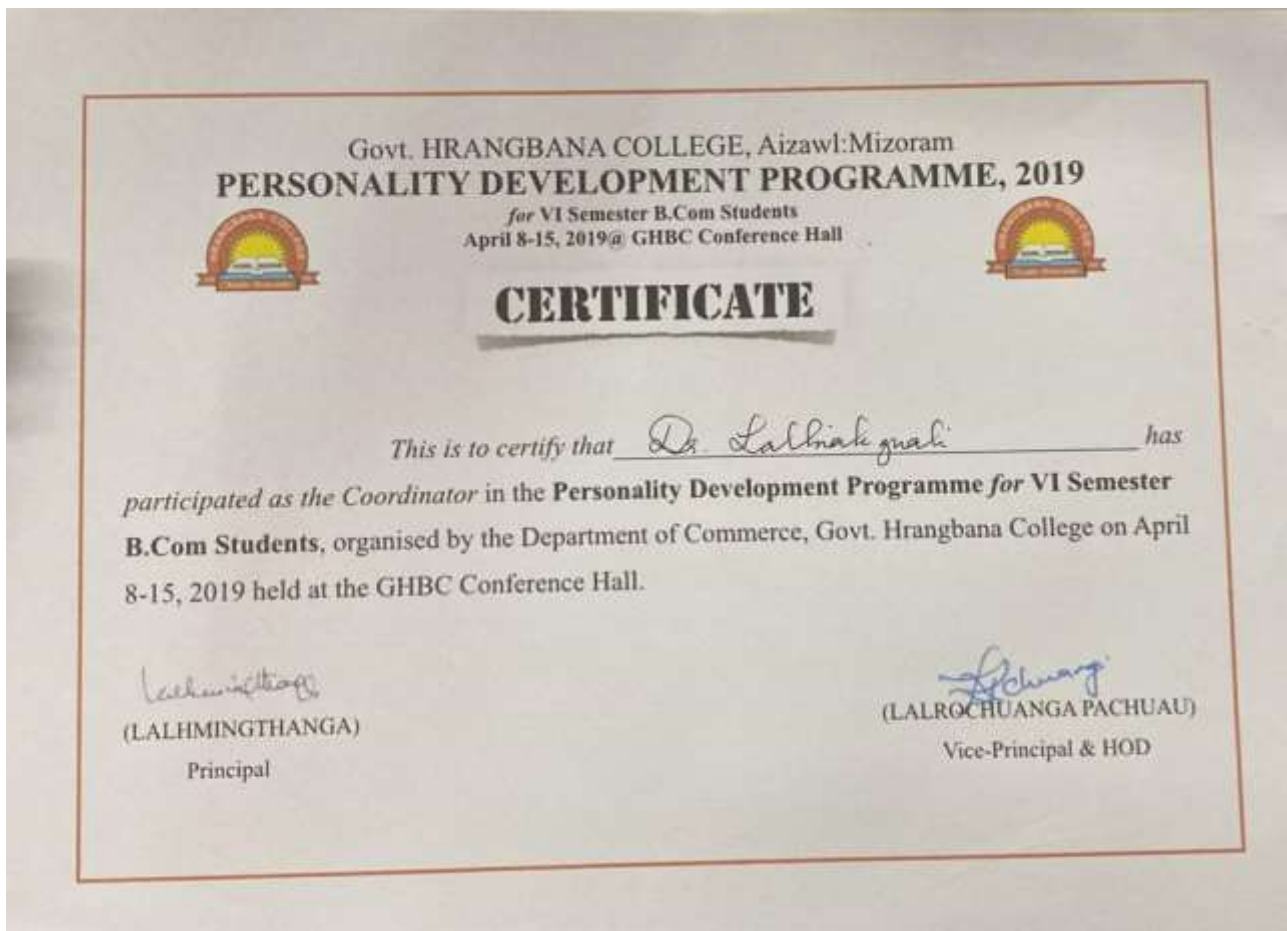 Govt. HRANGBANA COLLEGE, Aizawl:Mizoram
PERSONALITY DEVELOPMENT PROGRAMME, 2019
for VI Semester B.Com Students
April 8-15, 2019@ GHBC Conference Hall
CERTIFICATE
This is to certify that Dr. Lalhriatpuali has
participated as the Coordinator in the Personality Development Programme for VI Semester
B.Com Students, organised by the Department of Commerce, Govt. Hrangbana College on April
8-15, 2019 held at the GHBC Conference Hall.
(LALHMINGTHANGA)
Principal
(LALROCHUANGA PACHUAU)
Vice-Principal & HOD